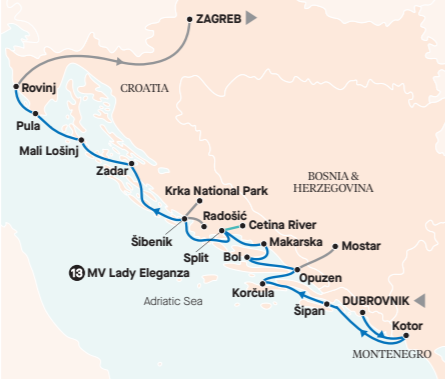 ZAGREB
CROATIA
Rovinj
Pula
Mali Lošinj
Zadar
BOSNIA &
HERZEGOVINA
Krka National Park
Radošić
Cetina River
Šibenik
Split
Makarska
Mostar
Bol
13 MV Lady Eleganza
Opuzen
Korčula
Adriatic Sea
DUBROVNIK
Šipan
Kotor
MONTENEGRO